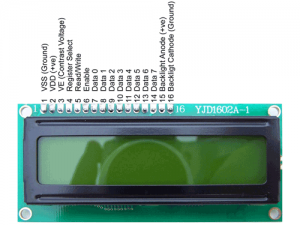 1 VSS (Ground)
2 VDD (+ve)
3 VE (Contrast Voltage)
4 Register Select
5 Read/Write
6 Enable
7 Data 0
8 Data 1
9 Data 2
10 Data 3
11 Data 4
12 Data 5
13 Data 6
14 Data 7
15 Backlight Anode (+ve)
16 Backligt Cathode (Ground)
1
16
YJD1602A-1